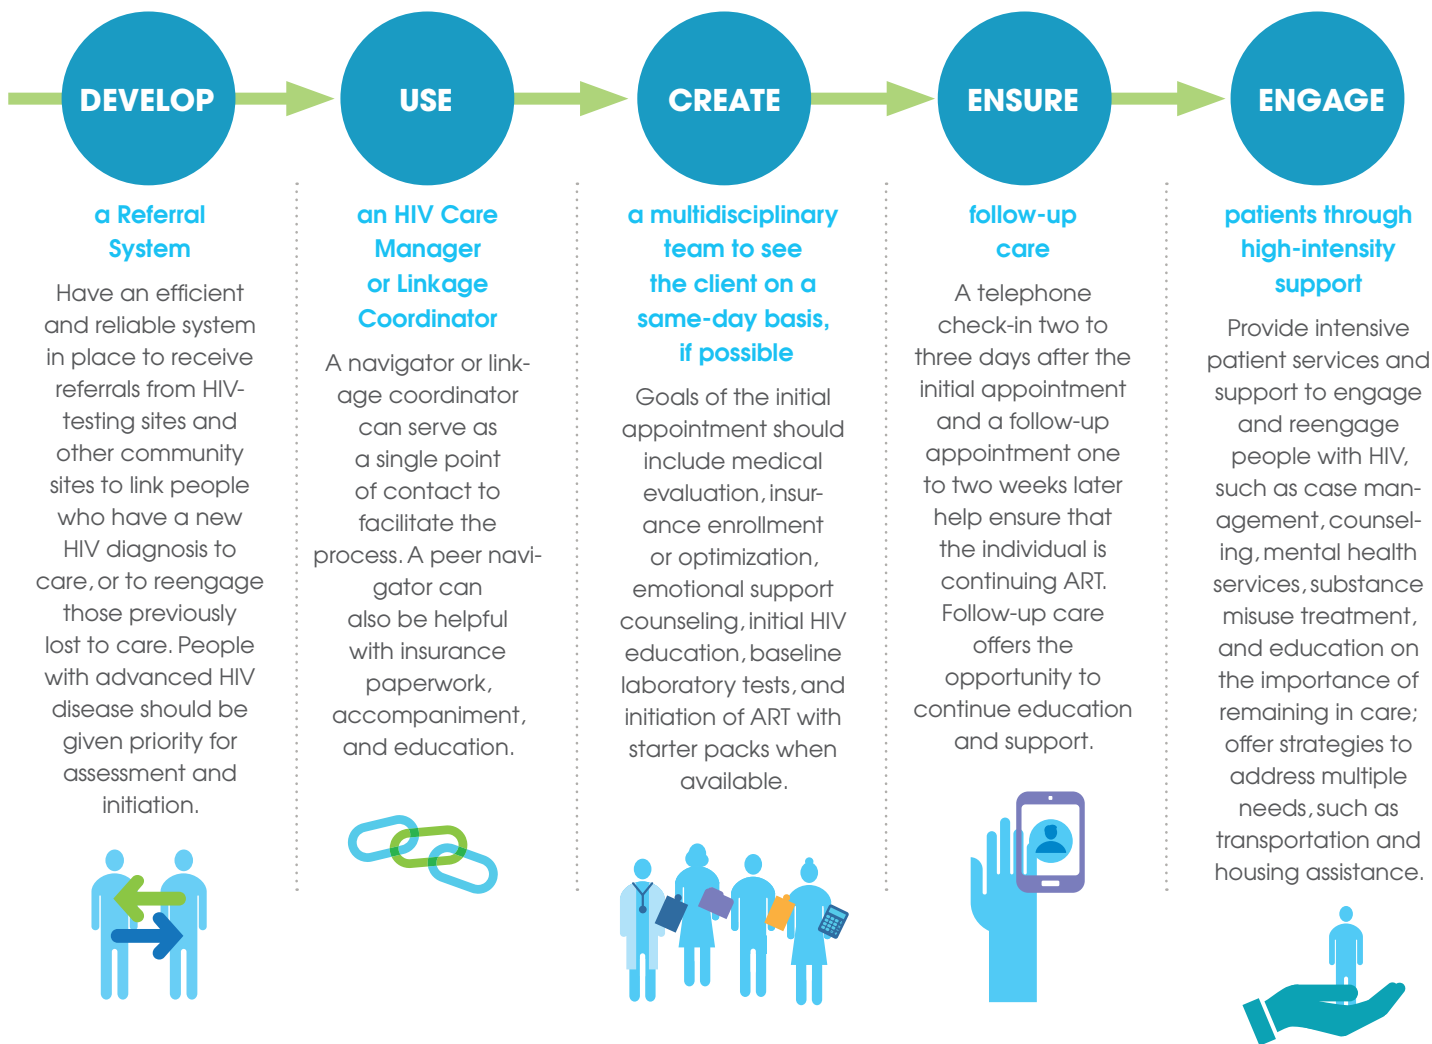 DEVELOP
a Referral
System
Have an efficient
and reliable system
in place to receive
referrals from HIV-
testing sites and
other community
sites to link people
who have a new
HIV diagnosis to
care, or to reengage
those previously
lost to care. People
with advanced HIV
disease should be
given priority for
assessment and
initiation.
USE
an HIV Care
Manager
or Linkage
Coordinator
A navigator or link-
age coordinator
can serve as
a single point
of contact to
facilitate the
process. A peer navi-
gator can
also be helpful
with insurance
paperwork,
accompaniment,
and education.
CREATE
a multidisciplinary
team to see
the client on a
same-day basis,
if possible
Goals of the initial
appointment should
include medical
evaluation, insur-
ance enrollment
or optimization,
emotional support
counseling, initial HIV
education, baseline
laboratory tests, and
initiation of ART with
starter packs when
available.
ENSURE
follow-up
care
A telephone
check-in two to
three days after the
initial appointment
and a follow-up
appointment one
to two weeks later
help ensure that
the individual is
continuing ART.
Follow-up care
offers the
opportunity to
continue education
and support.
ENGAGE
patients through
high-intensity
support
Provide intensive
patient services and
support to engage
and reengage
people with HIV,
such as case man-
agement, counsel-
ing, mental health
services, substance
misuse treatment,
and education on
the importance of
remaining in care;
offer strategies to
address multiple
needs, such as
transportation and
housing assistance.